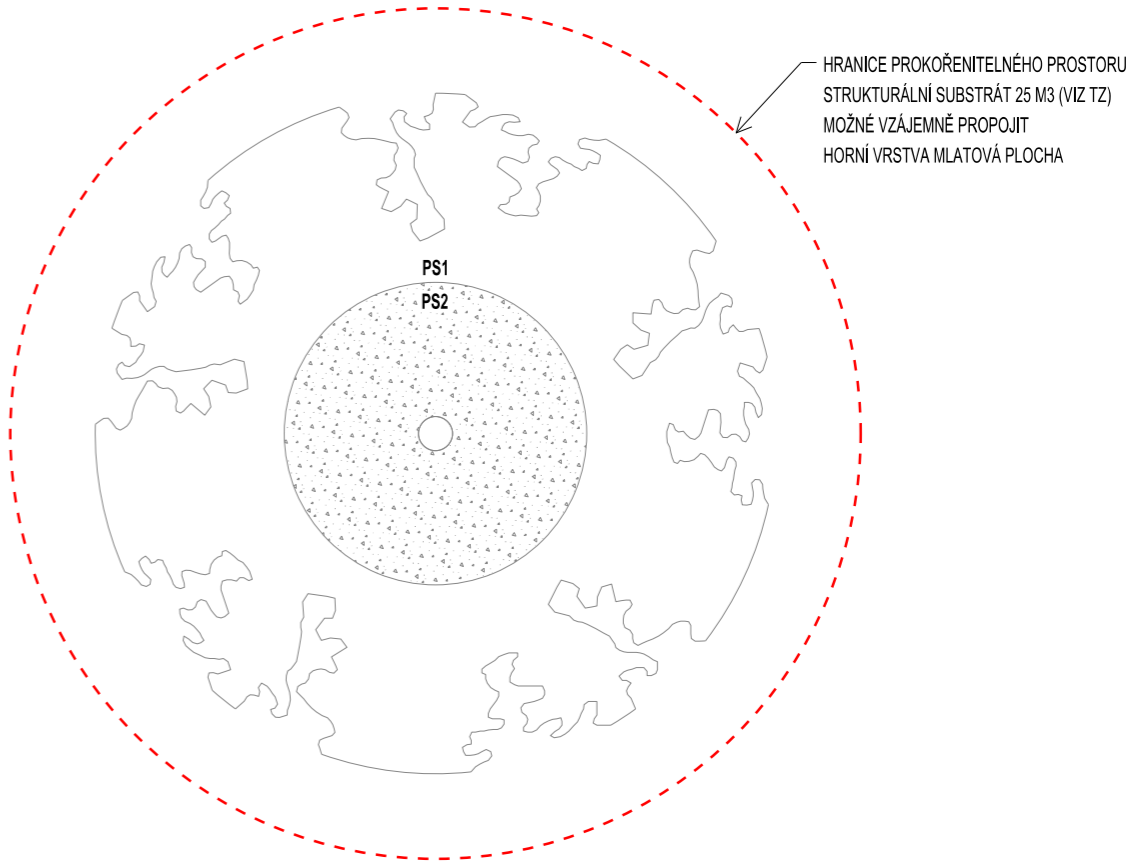 HRANICE PROKOŘENITELNÉHO PROSTORU
STRUKTURÁLNÍ SUBSTRÁT 25 M3 (VIZ TZ)
MOŽNÉ VZÁJEMNĚ PROPOJIT
HORNÍ VRSTVA MLATOVÁ PLOCHA
PS1
PS2